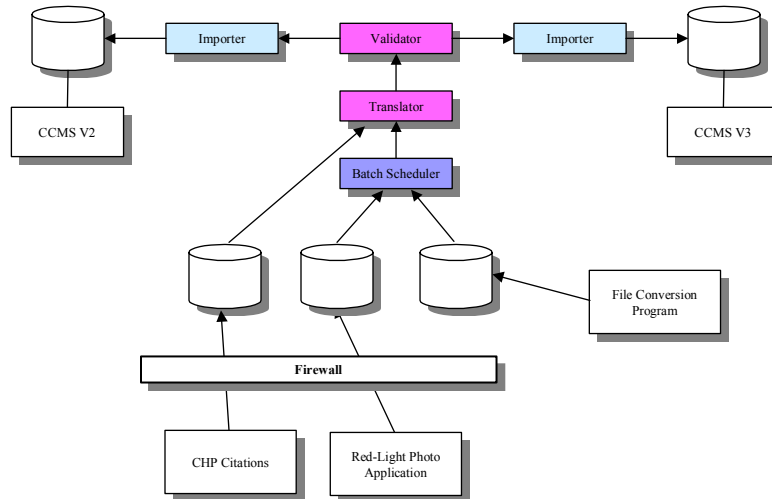 Importer
Validator
Importer
Translator
CCMS V2
CCMS V3
Batch Scheduler
File Conversion
Program
Firewall
CHP Citations
Red-Light Photo
Application